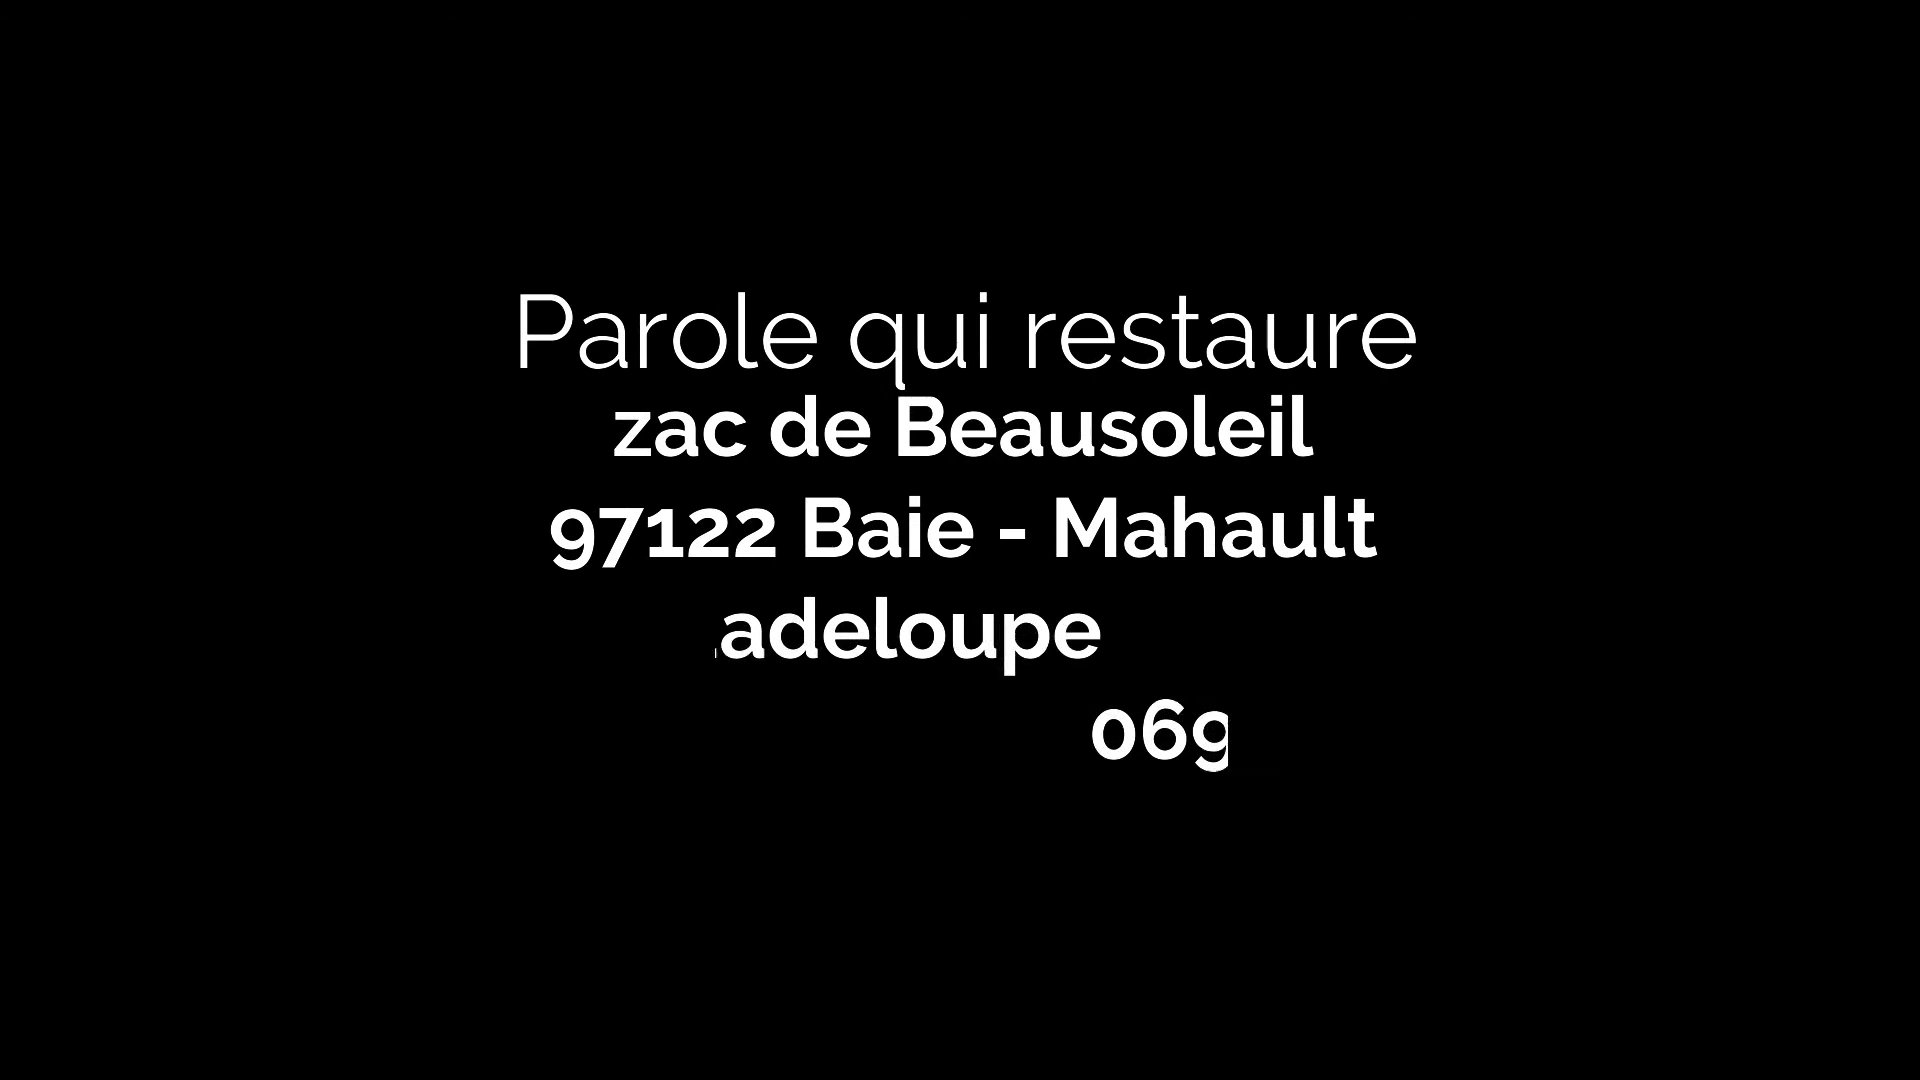 Parole qui restaure
zac de Beausoleil
97122 Baie - Mahault
adeloupe
069